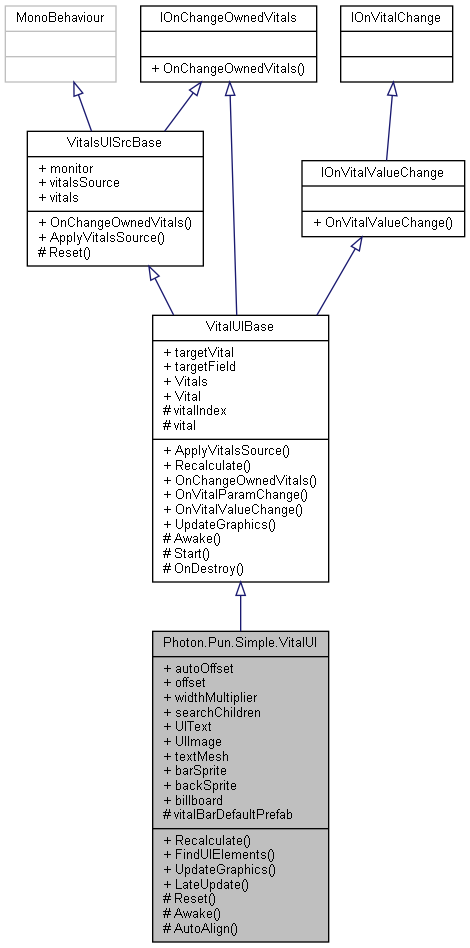 MonoBehaviour
IOnChangeOwnedVitals
+ OnChangeOwnedVitals()
IOnVitalChange
VitalsUISrcBase
+ monitor
+ vitalsSource
+ vitals
+ OnChangeOwnedVitals()
+ ApplyVitalsSource()
# Reset()
IOnVitalValueChange
+ OnVitalValueChange()
VitalUIBase
+ targetVital
+ targetField
+ Vitals
+ Vital
# vitalIndex
# vital
+ ApplyVitalsSource()
+ Recalculate()
+ OnChangeOwnedVitals()
+ OnVitalParamChange()
+ OnVitalValueChange()
+ UpdateGraphics()
# Awake()
# Start()
# OnDestroy()
Photon.Pun.Simple.VitalUI
+ autoOffset
+ offset
+ widthMultiplier
+ searchChildren
+ UIText
+ UIImage
+ textMesh
+ barSprite
+ backSprite
+ billboard
# vitalBarDefaultPrefab
+ Recalculate()
+ FindUIElements()
+ UpdateGraphics()
+ LateUpdate()
# Reset()
# Awake()
# AutoAlign()